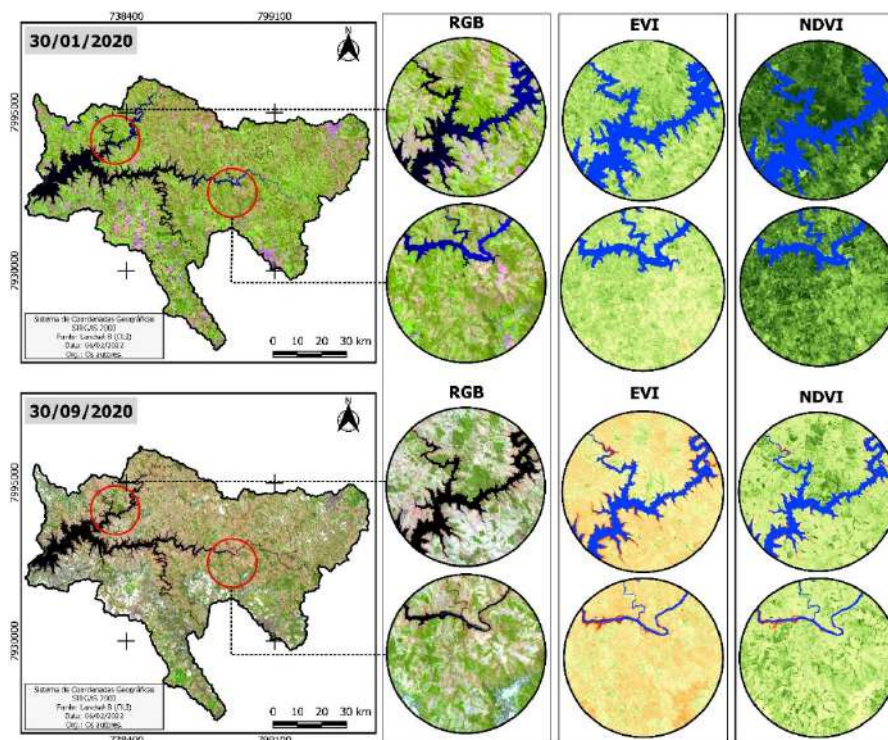 738400 799100
30/01/2020
N
7995000
7930000
Sistema de Coordenadas Geográficas
SIRGAS 2000
Fonte: Landsat 8 (OLI)
Data: 06/02/2022
Org.: Os autores.
0 10 20 30 km
RGB EVI NDVI
30/09/2020
N
7995000
7930000
Sistema de Coordenadas Geográficas
SIRGAS 2000
Fonte: Landsat 8 (OLI)
Data: 06/02/2022
Org.: Os autores.
0 10 20 30 km
738400 799100
RGB EVI NDVI